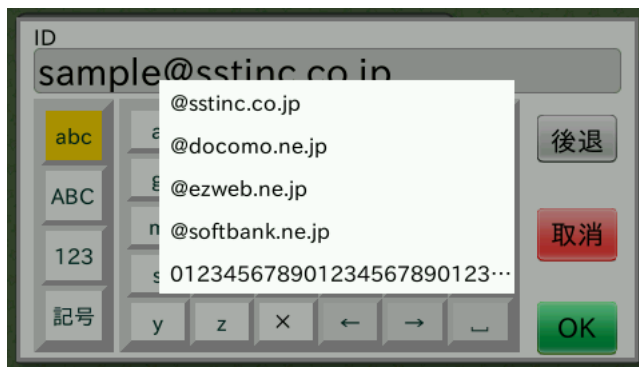 ID
sample@sstinc.co.jp
@sstinc.co.jp
@docomo.ne.jp
@ezweb.ne.jp
@softbank.ne.jp
012345678901234567890123…
abc
ABC
123
記号
a
g
m
s
y z × ← → ⎵
後退
取消
OK